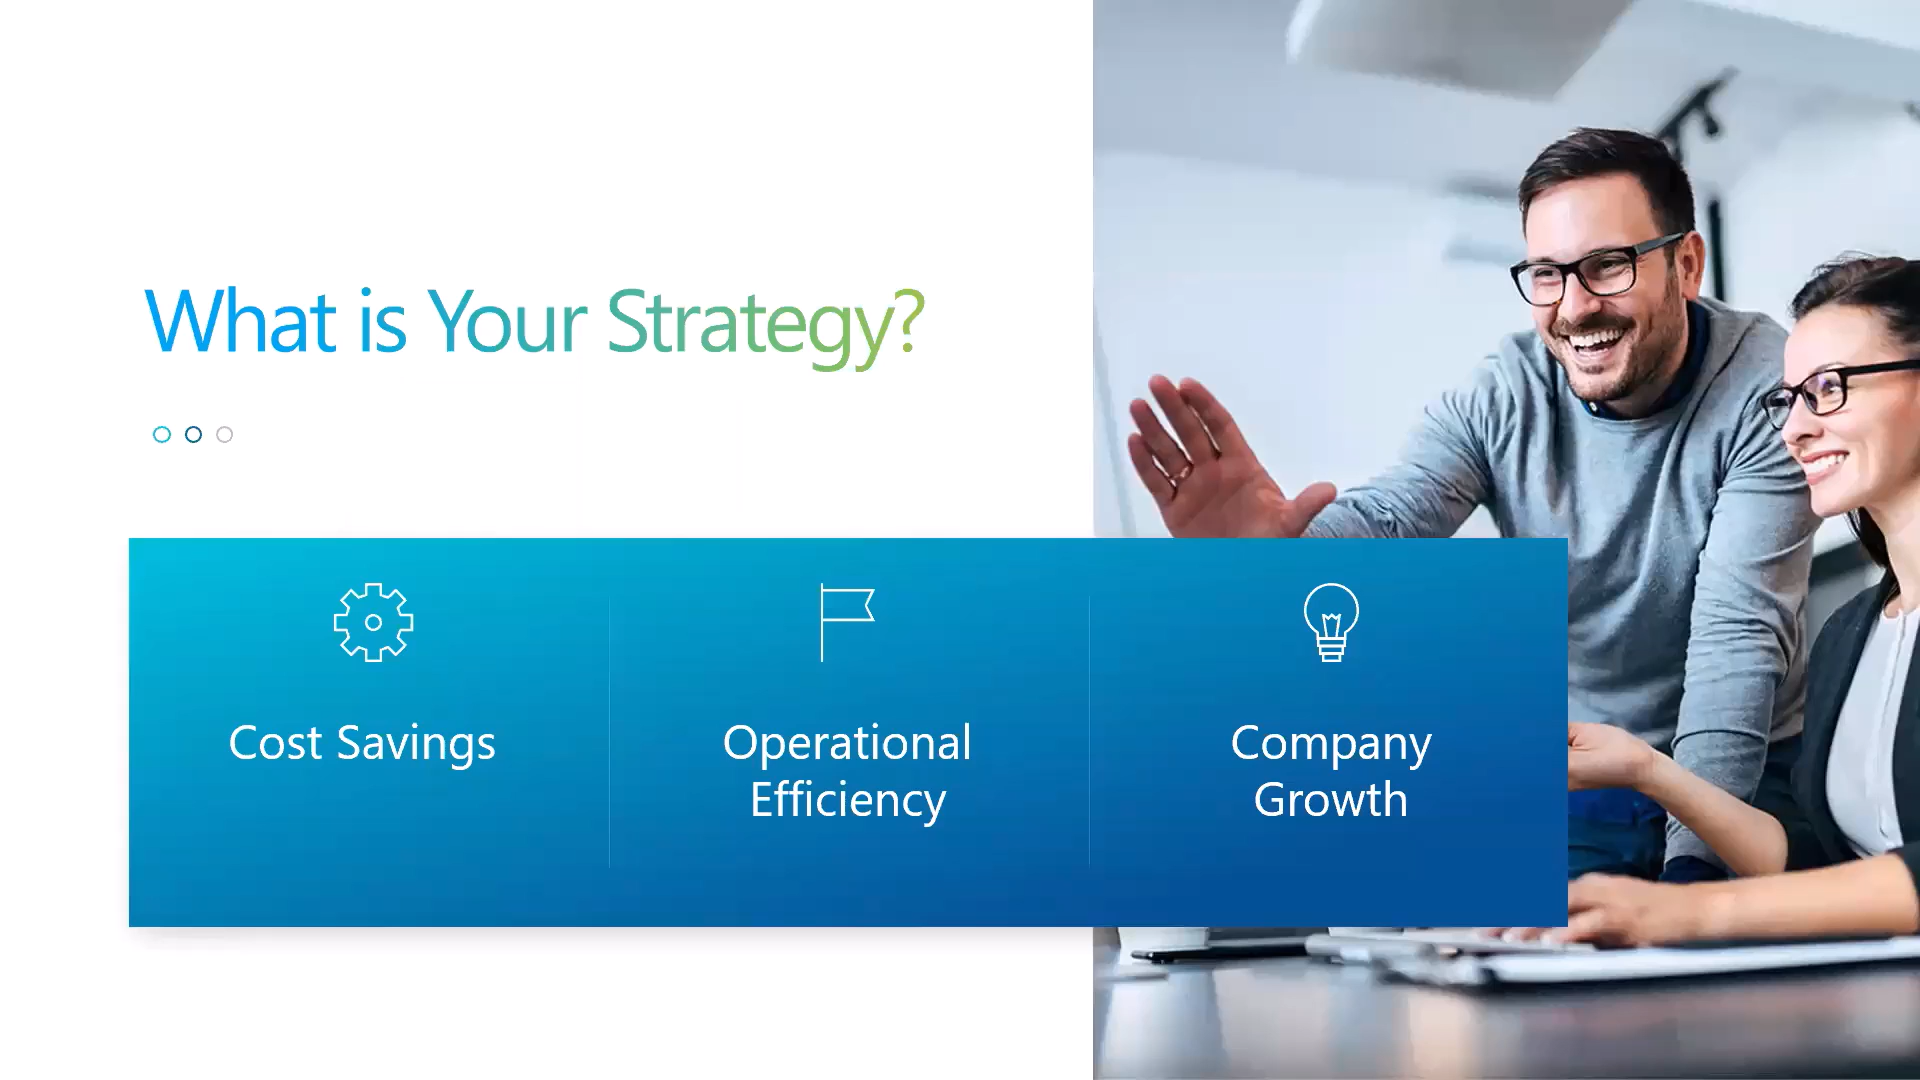 What is Your Strategy?
Cost Savings
Operational
Efficiency
Company
Growth